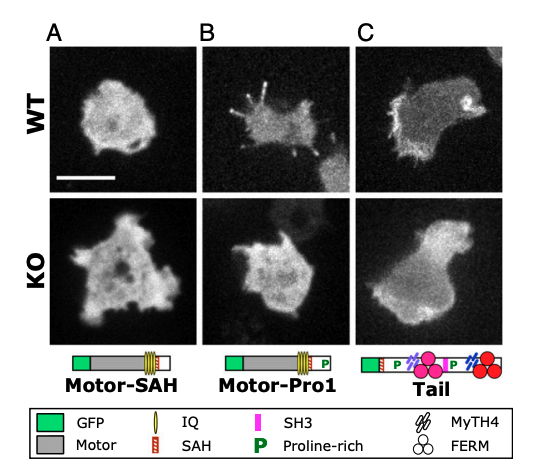 A B C
WT
KO
P P P
Motor-SAH Motor-Pro1 Tail
GFP IQ SH3 MyTH4
Motor SAH P Proline-rich FERM